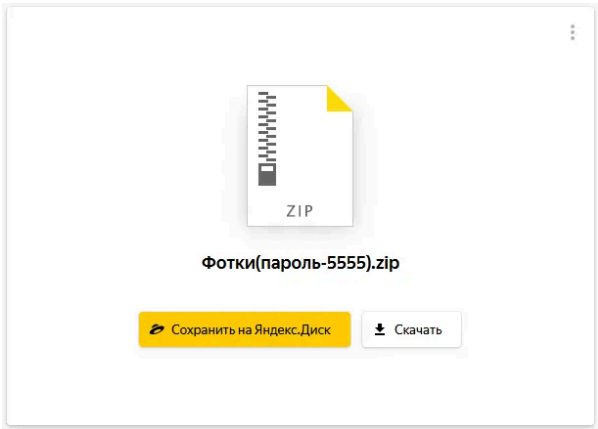 ZIP
Фотки(пароль-5555).zip
Сохранить на Яндекс.Диск
Скачать